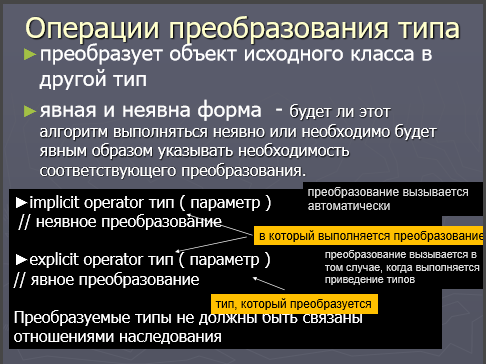 Операции преобразования типа
►преобразует объект исходного класса в
другой тип
►явная и неявна форма - будет ли этот
алгоритм выполняться неявно или необходимо будет
явным образом указывать необходимость
соответствующего преобразования.
►implicit operator тип ( параметр )
// неявное преобразование
преобразование вызывается
автоматически
в который выполняется преобразование
►explicit operator тип ( параметр )
// явное преобразование
преобразование вызывается в
том случае, когда выполняется
приведение типов
тип, который преобразуется
Преобразуемые типы не должны быть связаны
отношениями наследования